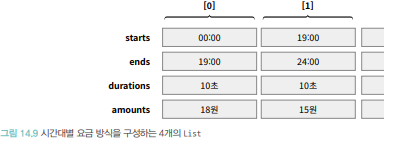 [0] [1]
starts 00:00 19:00
ends 19:00 24:00
durations 10초 10초
amounts 18원 15원
그림 14.9 시간대별 요금 방식을 구성하는 4개의 List